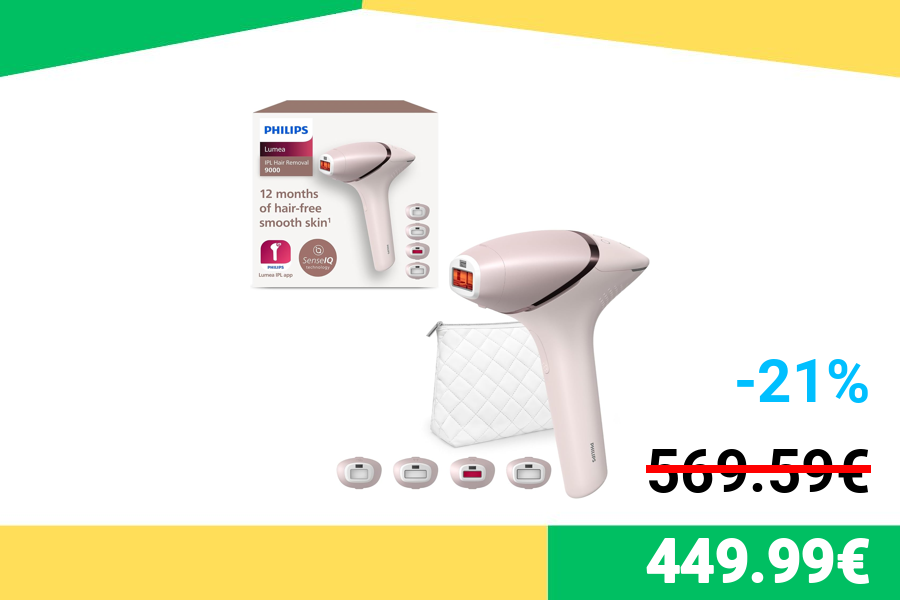 PHILIPS
Lumea
IPL Hair Removal
9000
12 months
of hair-free
smooth skin¹
PHILIPS
Lumea IPL app
SenseIQ
technology
PHILIPS
-21%
569.59€
449.99€